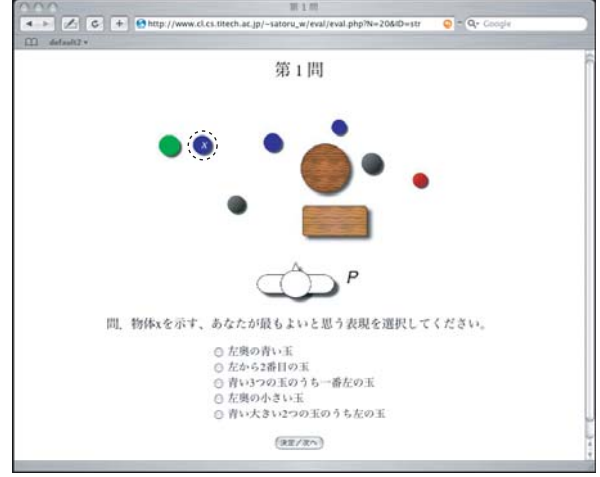 第1問
http://www.cl.cs.titech.ac.jp/~satoru_w/eval/eval.php?N=20&ID=str
Google
default2
第 1 問
x
P
問. 物体xを示す、あなたが最もよいと思う表現を選択してください。
左奥の青い玉
左から2番目の玉
青い3つの玉のうち一番左の玉
左奥の小さい玉
青い大きい2つの玉のうち左の玉
決定/次へ